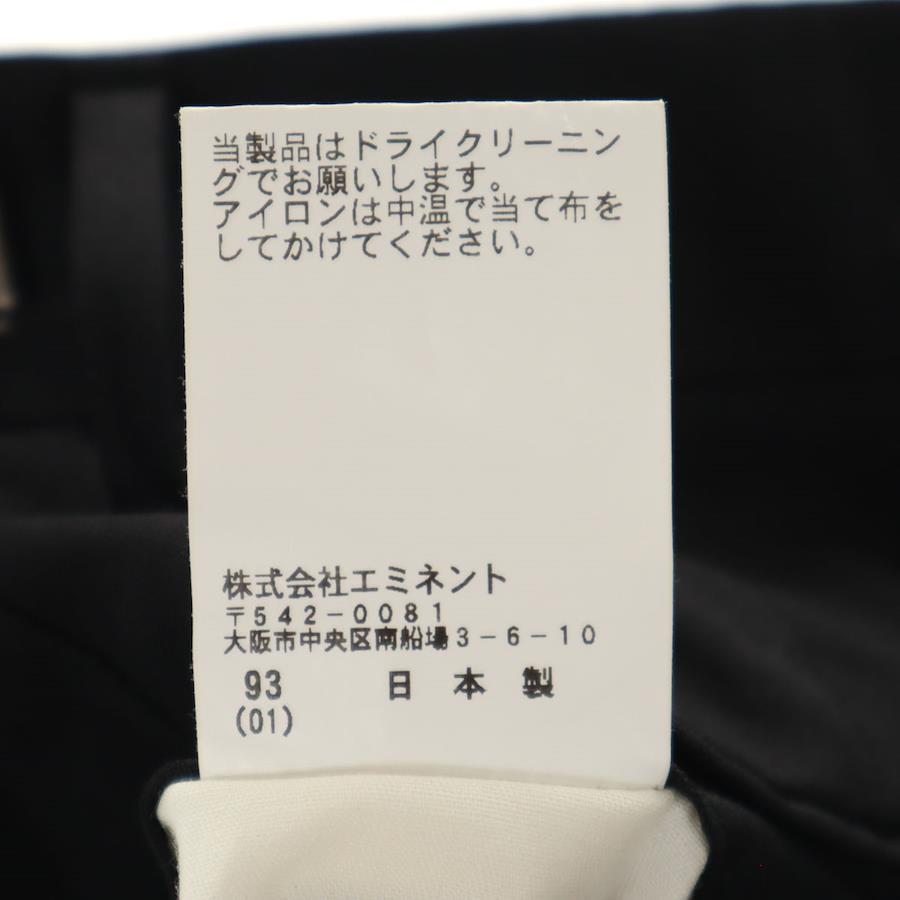 当製品はドライクリーニン
グでお願いします。
アイロンは中温で当て布を
してかけてください。
株式会社エミネント
〒542-0081
大阪市中央区南船場3-6-10
93 日本製
(01)